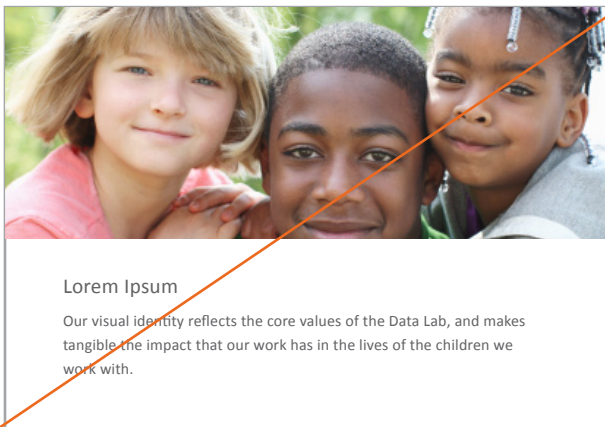 Lorem Ipsum
Our visual identity reflects the core values of the Data Lab, and makes
tangible the impact that our work has in the lives of the children we
work with.